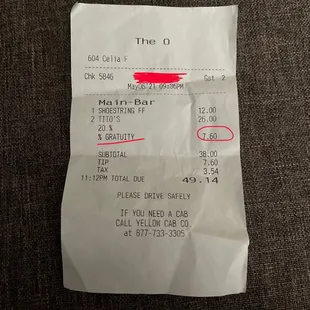 The O
604 Celia F
Chk 5846 Gst 2
May06'21 09:06PM
Main-Bar
1 SHOESTRING FF 12.00
2 TITO'S 26.00
20 %
% GRATUITY 7.60
SUBTOTAL 38.00
TIP 7.60
TAX 3.54
11:12PM TOTAL DUE 49.14
PLEASE DRIVE SAFELY
IF YOU NEED A CAB
CALL YELLOW CAB CO.
at 877-733-3305